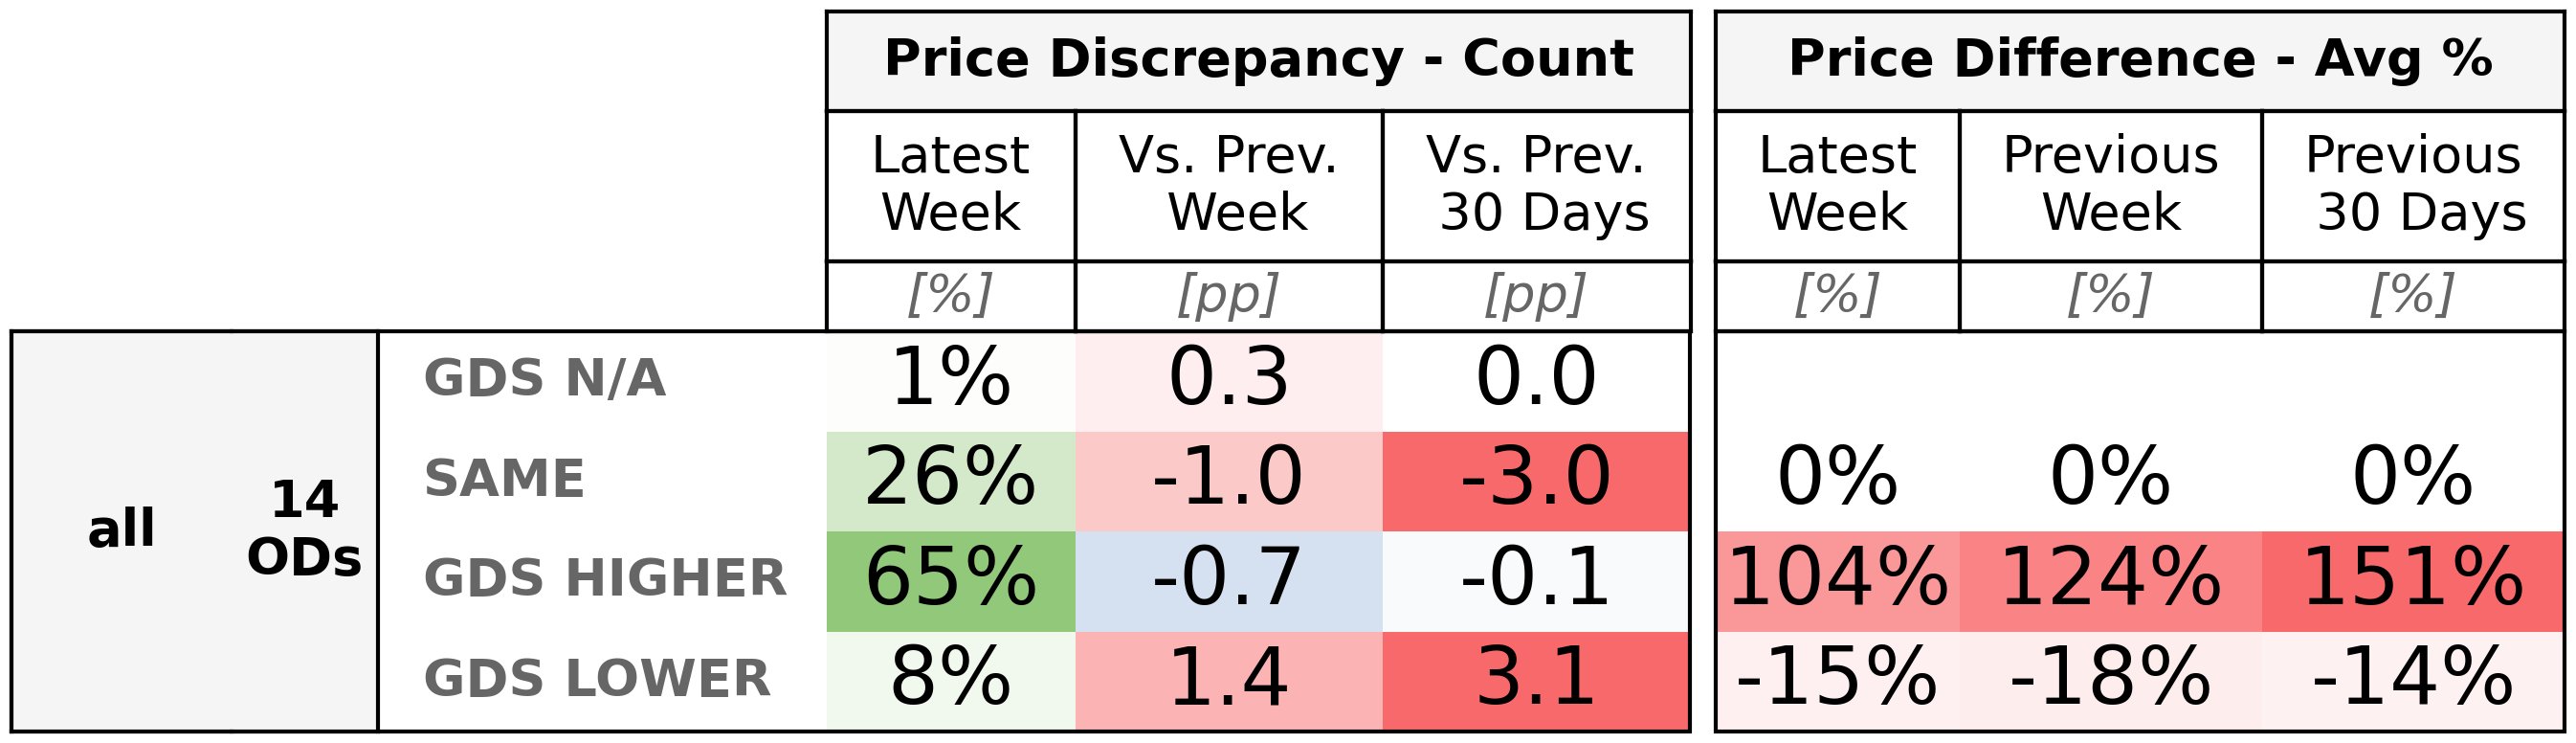 Price Discrepancy - Count
Price Difference - Avg %
Latest Week
Vs. Prev. Week
Vs. Prev. 30 Days
Latest Week
Previous Week
Previous 30 Days
[%] [pp] [pp] [%] [%] [%]
all
14 ODs
GDS N/A 1% 0.3 0.0
SAME 26% -1.0 -3.0 0% 0% 0%
GDS HIGHER 65% -0.7 -0.1 104% 124% 151%
GDS LOWER 8% 1.4 3.1 -15% -18% -14%